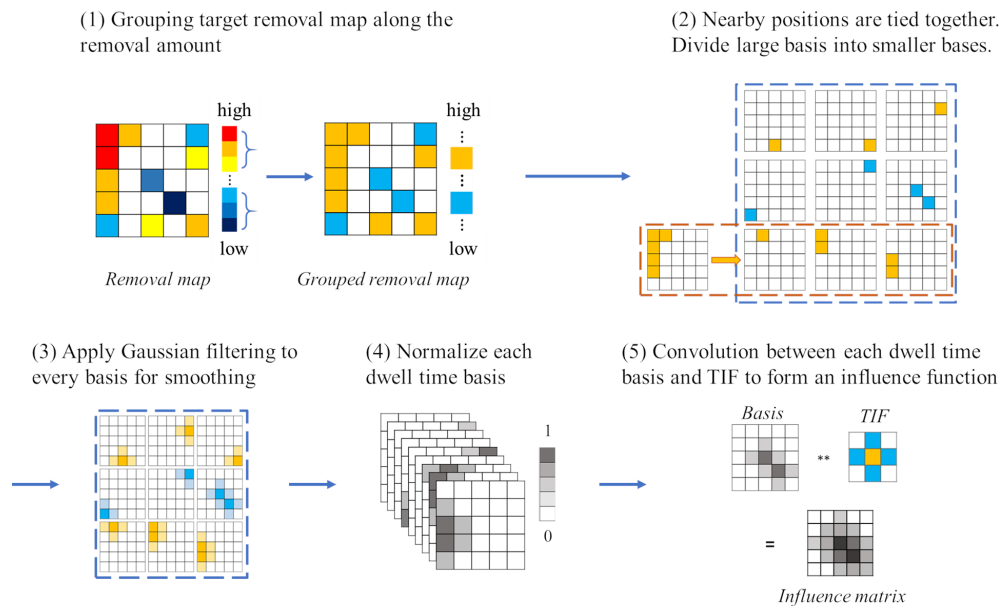 (1) Grouping target removal map along the
removal amount
high
low
Removal map
high
low
Grouped removal map
(2) Nearby positions are tied together.
Divide large basis into smaller bases.
(3) Apply Gaussian filtering to
every basis for smoothing
(4) Normalize each
dwell time basis
1
0
(5) Convolution between each dwell time
basis and TIF to form an influence function
Basis
TIF
**
=
Influence matrix